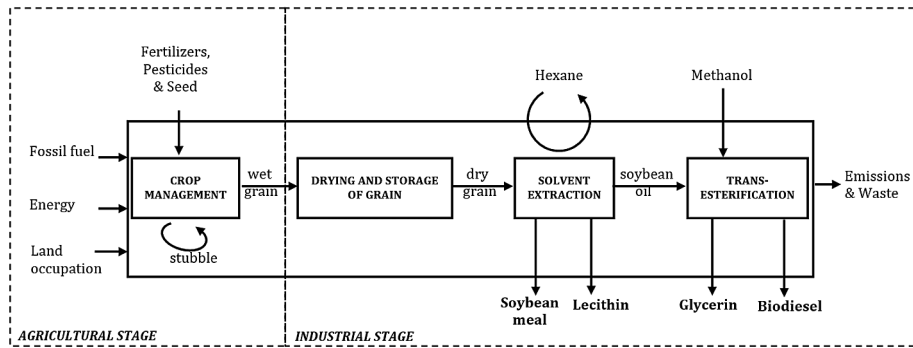 Fertilizers,
Pesticides
& Seed
Hexane
Methanol
Fossil fuel
Energy
Land
occupation
CROP
MANAGEMENT
stubble
wet
grain
DRYING AND STORAGE
OF GRAIN
dry
grain
SOLVENT
EXTRACTION
soybean
oil
TRANS-
ESTERIFICATION
Emissions
& Waste
Soybean
meal
Lecithin
Glycerin
Biodiesel
AGRICULTURAL STAGE
INDUSTRIAL STAGE